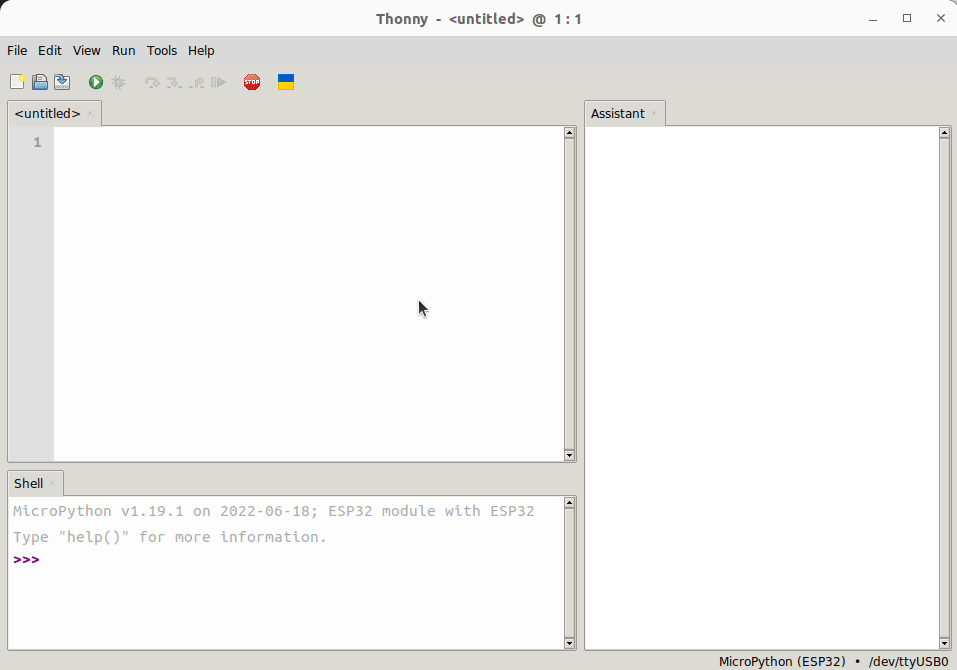 Thonny - <untitled> @ 1:1
File Edit View Run Tools Help
STOP
<untitled>
Assistant
1
Shell
MicroPython v1.19.1 on 2022-06-18; ESP32 module with ESP32
Type "help()" for more information.
>>>
MicroPython (ESP32) • /dev/ttyUSB0